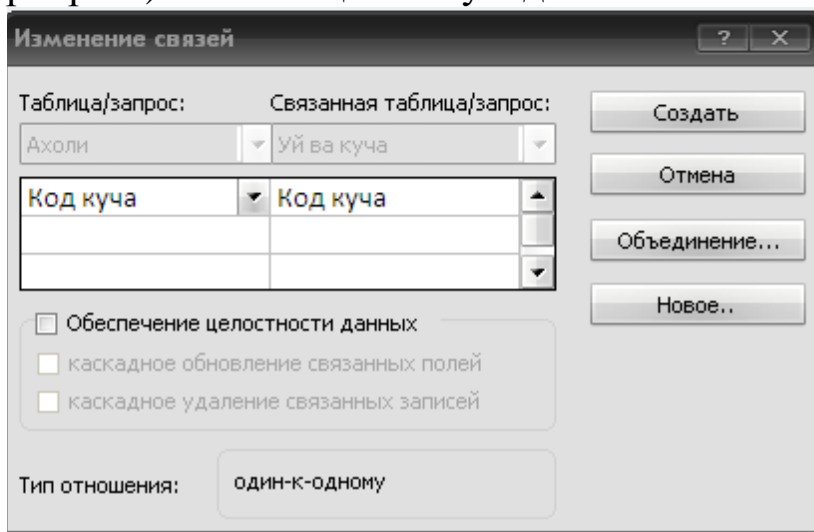 Изменение связей
Таблица/запрос: Связанная таблица/запрос:
Создать
Ахоли Уй ва куча
Отмена
Код куча Код куча
Объединение...
Новое..
Обеспечение целостности данных
каскадное обновление связанных полей
каскадное удаление связанных записей
Тип отношения: один-к-одному